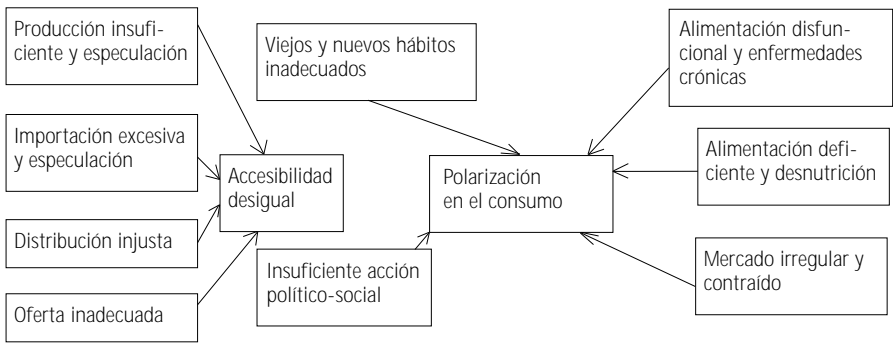 Producción insufi-
ciente y especulación
Viejos y nuevos hábitos
inadecuados
Alimentación disfun-
cional y enfermedades
crónicas
Importación excesiva
y especulación
Accesibilidad
desigual
Polarización
en el consumo
Alimentación defi-
ciente y desnutrición
Distribución injusta
Insuficiente acción
político-social
Mercado irregular y
contraído
Oferta inadecuada